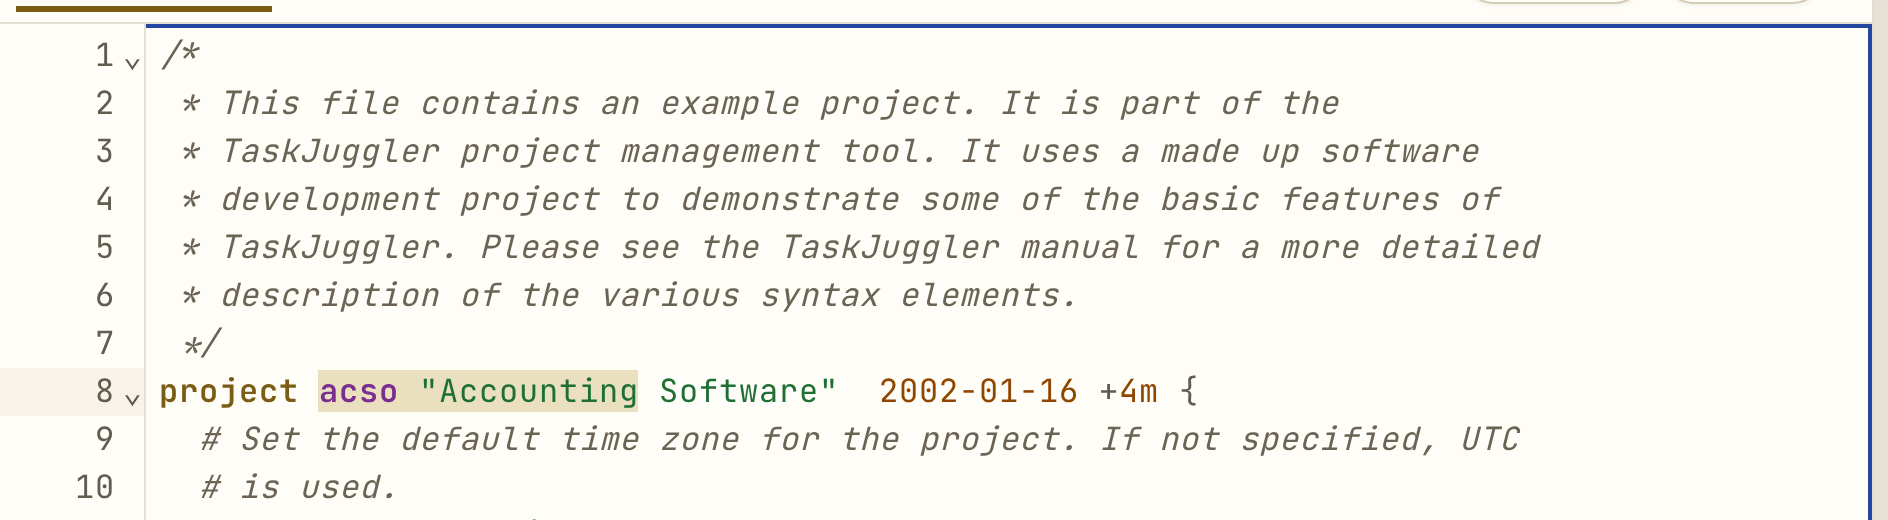 1 /*
2  * This file contains an example project. It is part of the
3  * TaskJuggler project management tool. It uses a made up software
4  * development project to demonstrate some of the basic features of
5  * TaskJuggler. Please see the TaskJuggler manual for a more detailed
6  * description of the various syntax elements.
7  */
8 project acso "Accounting Software"  2002-01-16 +4m {
9   # Set the default time zone for the project. If not specified, UTC
10   # is used.